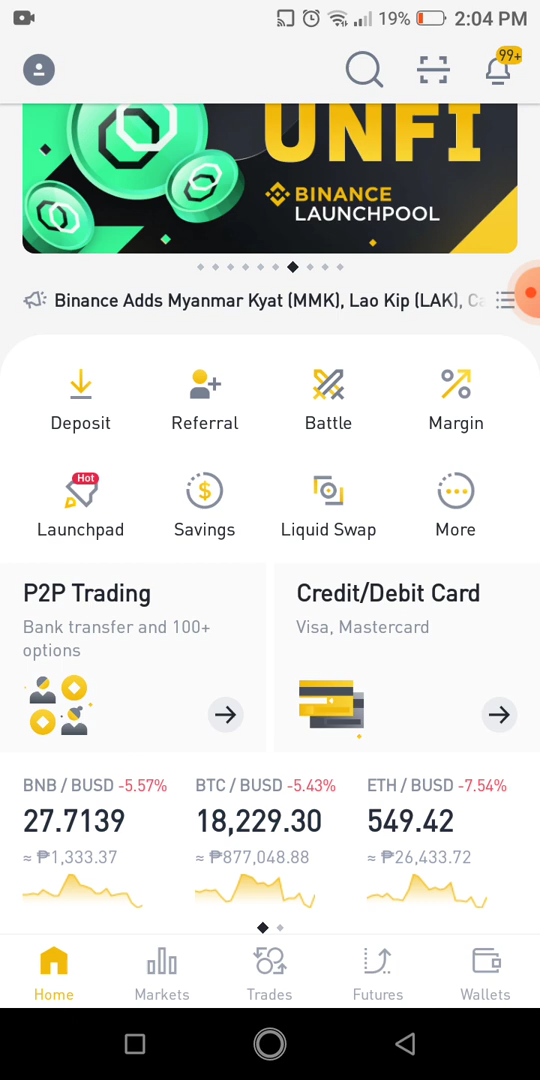 19% 2:04 PM
99+
UNFI
BINANCE
LAUNCHPOOL
Binance Adds Myanmar Kyat (MMK), Lao Kip (LAK), Ca
Deposit Referral Battle Margin
Hot
Launchpad Savings Liquid Swap More
P2P Trading
Bank transfer and 100+
options
Credit/Debit Card
Visa, Mastercard
BNB / BUSD -5.57%
27.7139
≈ ₱1,333.37
BTC / BUSD -5.43%
18,229.30
≈ ₱877,048.88
ETH / BUSD -7.54%
549.42
≈ ₱26,433.72
Home Markets Trades Futures Wallets